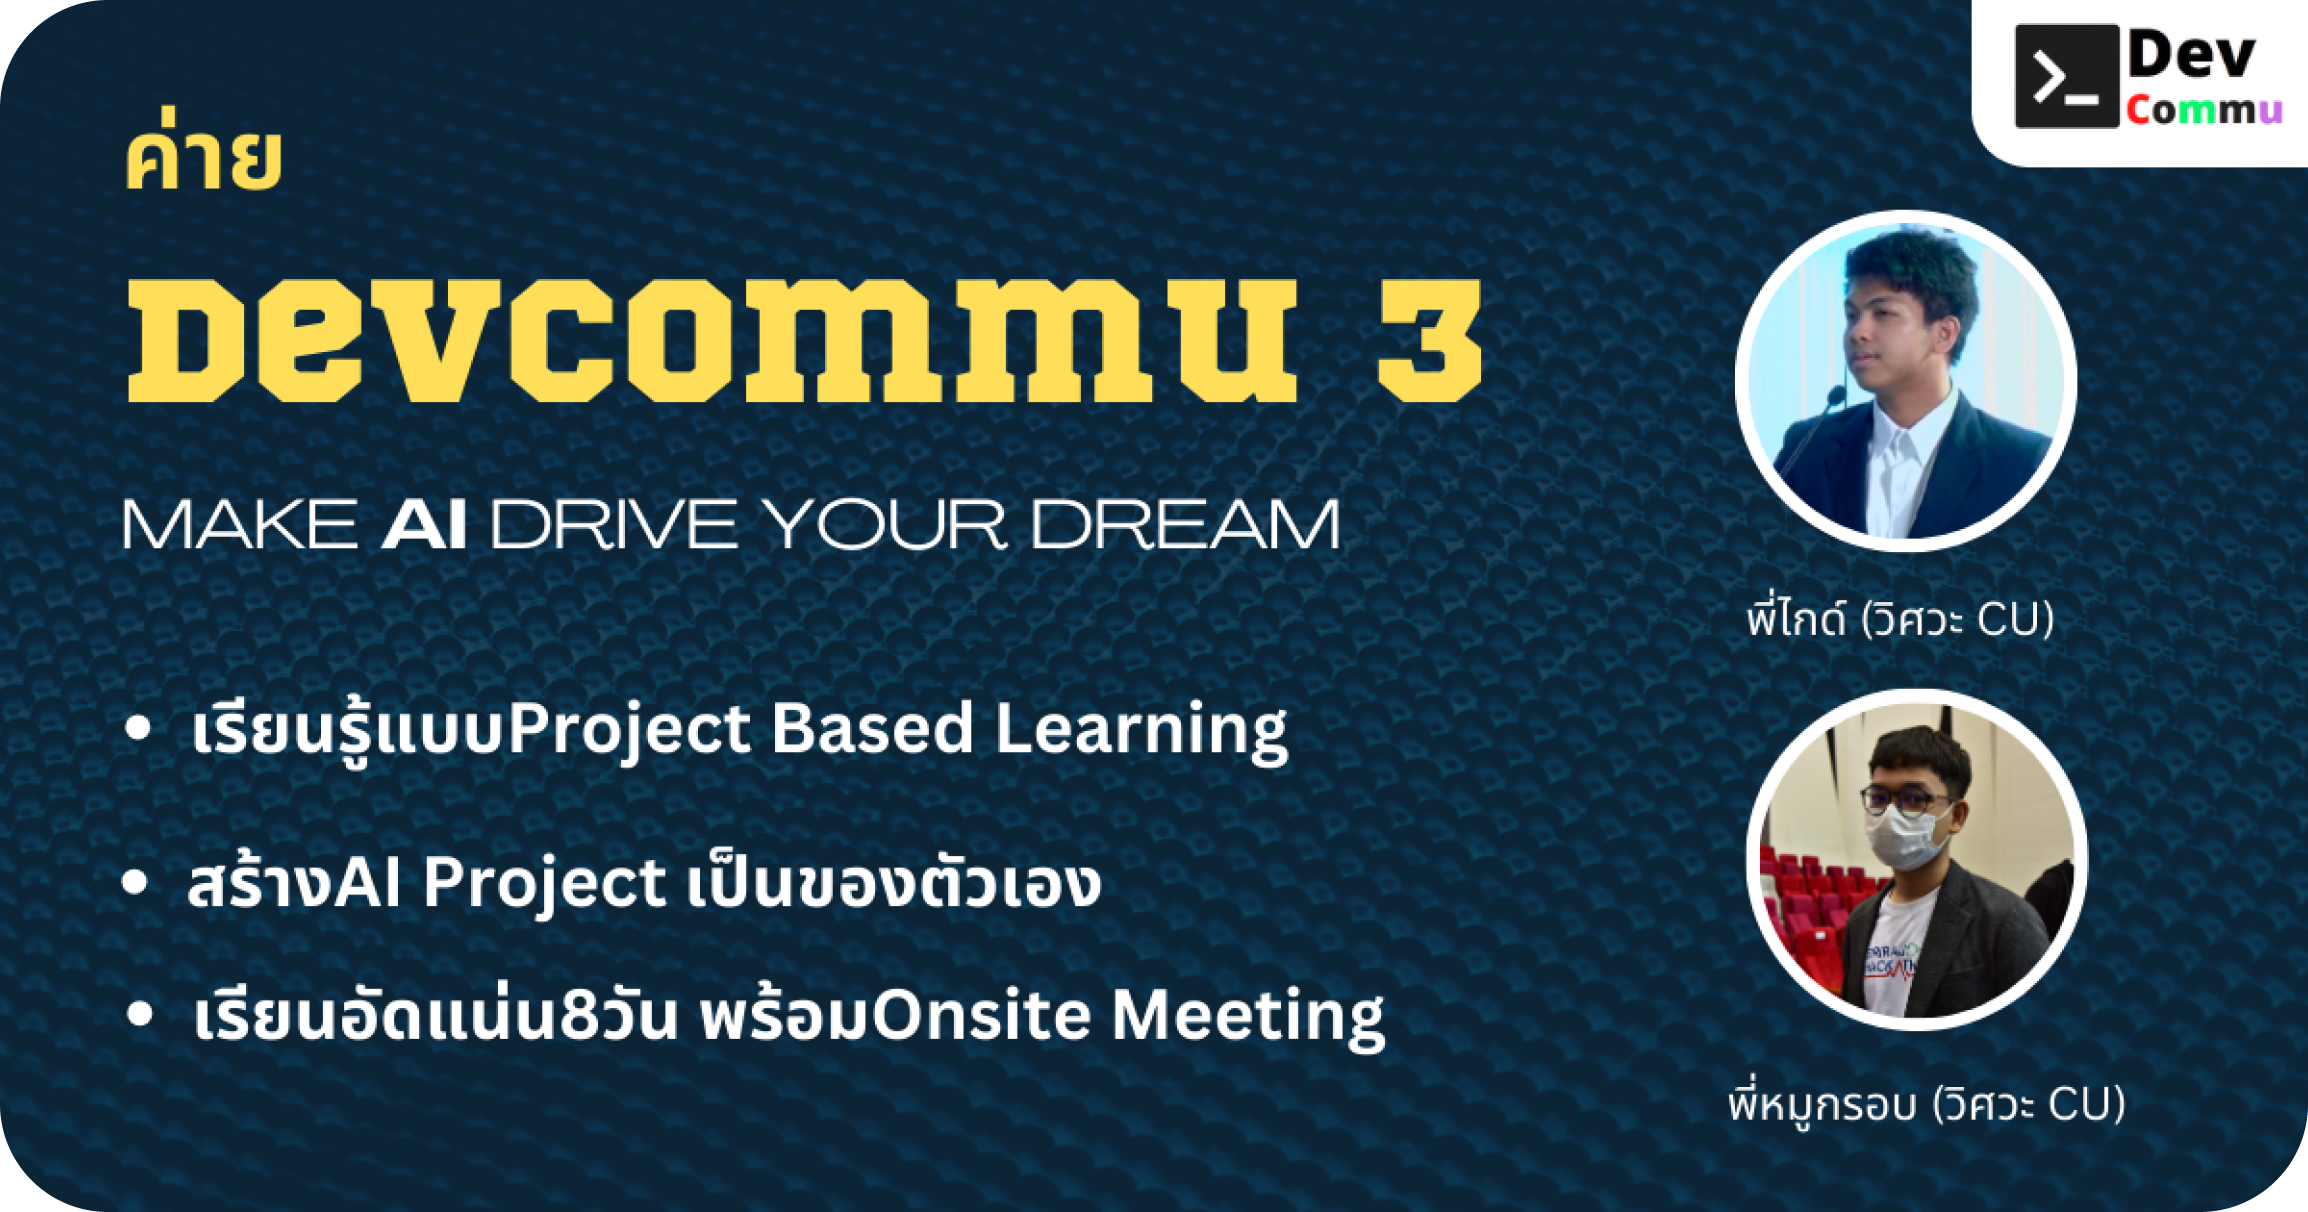 Dev
Commu
ค่าย
Devcommu 3
MAKE AI DRIVE YOUR DREAM
เรียนรู้แบบProject Based Learning
สร้างAI Project เป็นของตัวเอง
เรียนอัดแน่น8วัน พร้อมOnsite Meeting
พี่ไกด์ (วิศวะ CU)
พี่หมูกรอบ (วิศวะ CU)